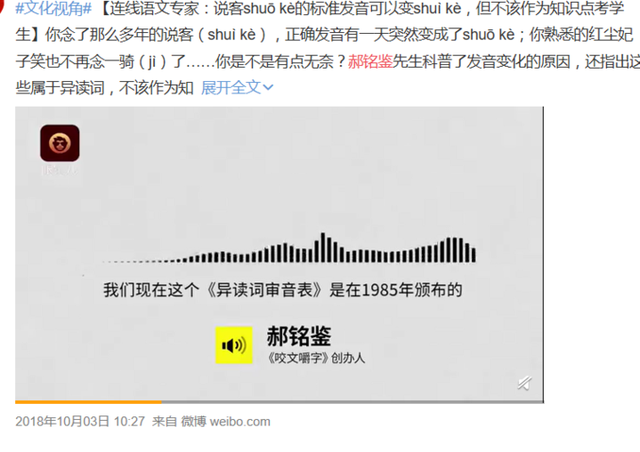 #文化视角#【连线语文专家：说客shuō kè的标准发音可以变shuì kè，但不该作为知识点考学
生】你念了那么多年的说客（shuì kè），正确发音有一天突然变成了shuō kè；你熟悉的红尘妃
子笑也不再念一骑（jì）了……你是不是有点无奈？郝铭鉴先生科普了发音变化的原因，还指出这
些属于异读词，不该作为知 展开全文
我们现在这个《异读词审音表》是在1985年颁布的
郝铭鉴
《咬文嚼字》创办人
2018年10月03日 10:27 来自 微博 weibo.com